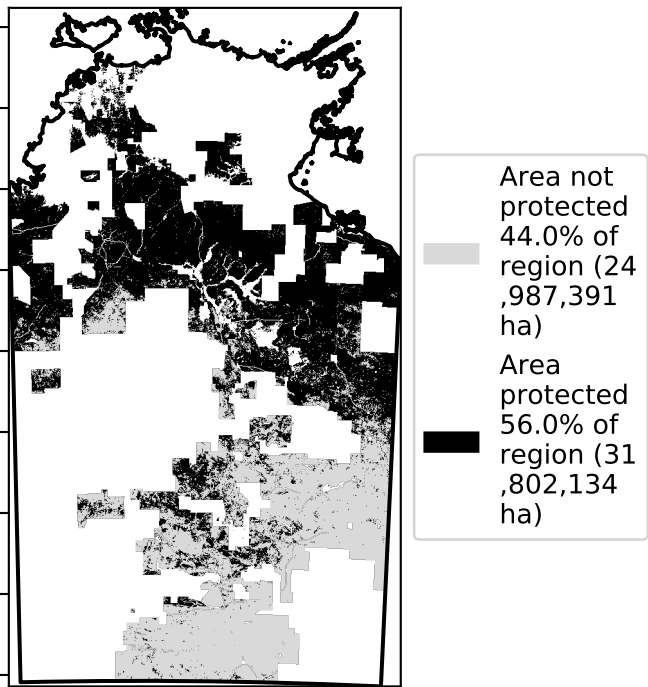 Area not
protected
44.0% of
region (24
,987,391
ha)
Area
protected
56.0% of
region (31
,802,134
ha)